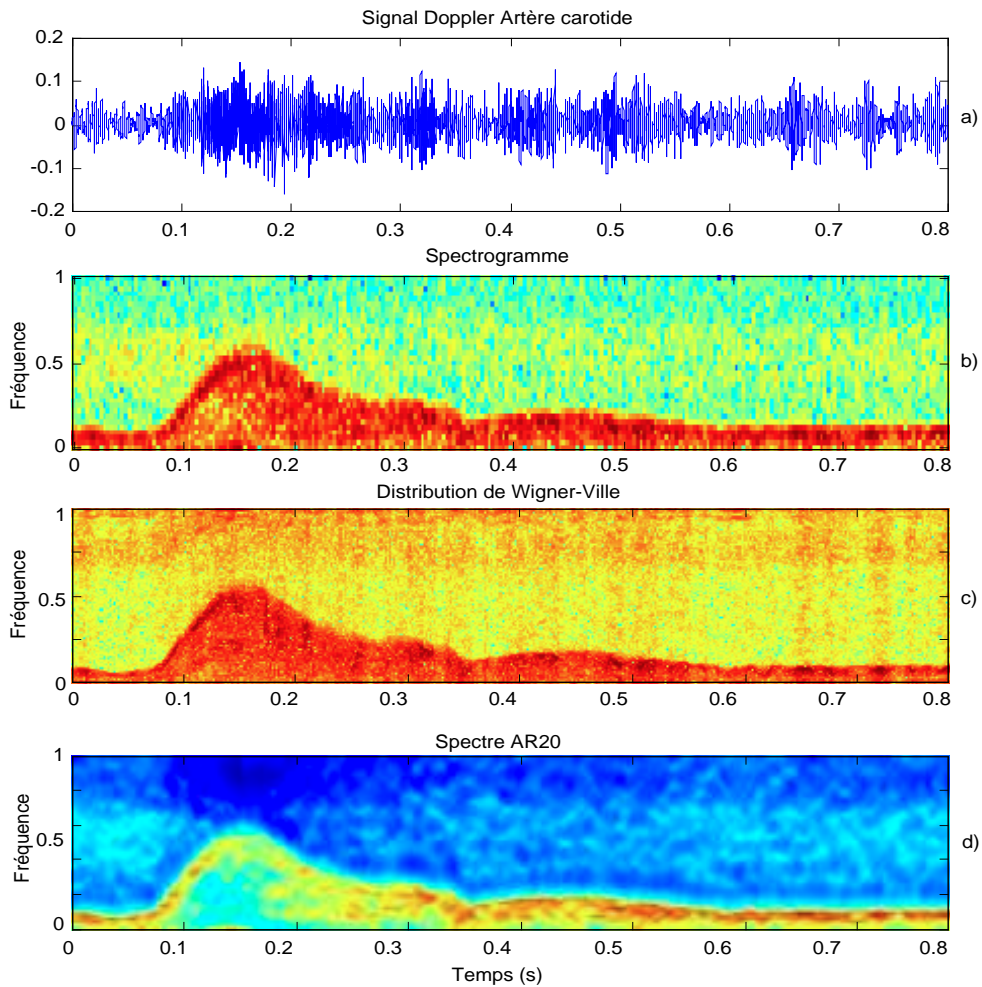 Signal Doppler Artère carotide
0.2
0.1
0
-0.1
-0.2
a)
0 0.1 0.2 0.3 0.4 0.5 0.6 0.7 0.8
Spectrogramme
1
0.5
0
Fréquence
b)
0 0.1 0.2 0.3 0.4 0.5 0.6 0.7 0.8
Distribution de Wigner-Ville
1
0.5
0
Fréquence
c)
0 0.1 0.2 0.3 0.4 0.5 0.6 0.7 0.8
Spectre AR20
1
0.5
0
Fréquence
d)
0 0.1 0.2 0.3 0.4 0.5 0.6 0.7 0.8
Temps (s)